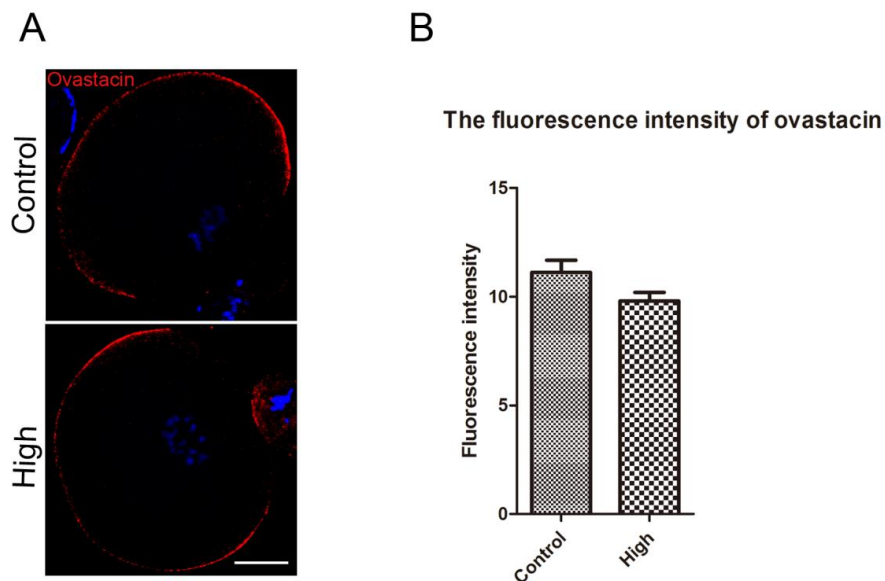 A
Ovastacin
Control
High
B
The fluorescence intensity of ovastacin
Fluorescence intensity
15
10
5
0
Control
High